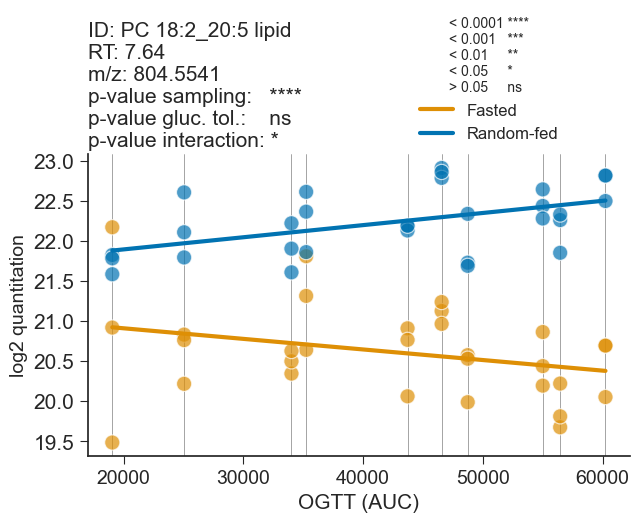 ID: PC 18:2_20:5 lipid
RT: 7.64
m/z: 804.5541
p-value sampling: ****
p-value gluc. tol.: ns
p-value interaction: *
< 0.0001 ****
< 0.001 ***
< 0.01 **
< 0.05 *
> 0.05 ns
Fasted
Random-fed
23.0
22.5
22.0
21.5
21.0
20.5
20.0
19.5
log2 quantitation
20000 30000 40000 50000 60000
OGTT (AUC)